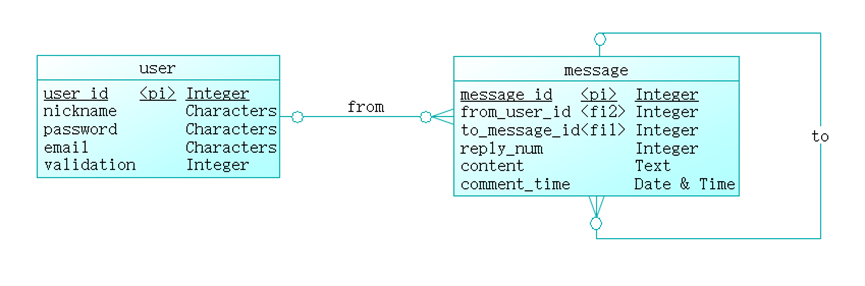 user
user_id <pi> Integer
nickname Characters
password Characters
email Characters
validation Integer
from
message
message_id <pi> Integer
from_user_id <fi2> Integer
to_message_id<fi1> Integer
reply_num Integer
content Text
comment_time Date & Time
to